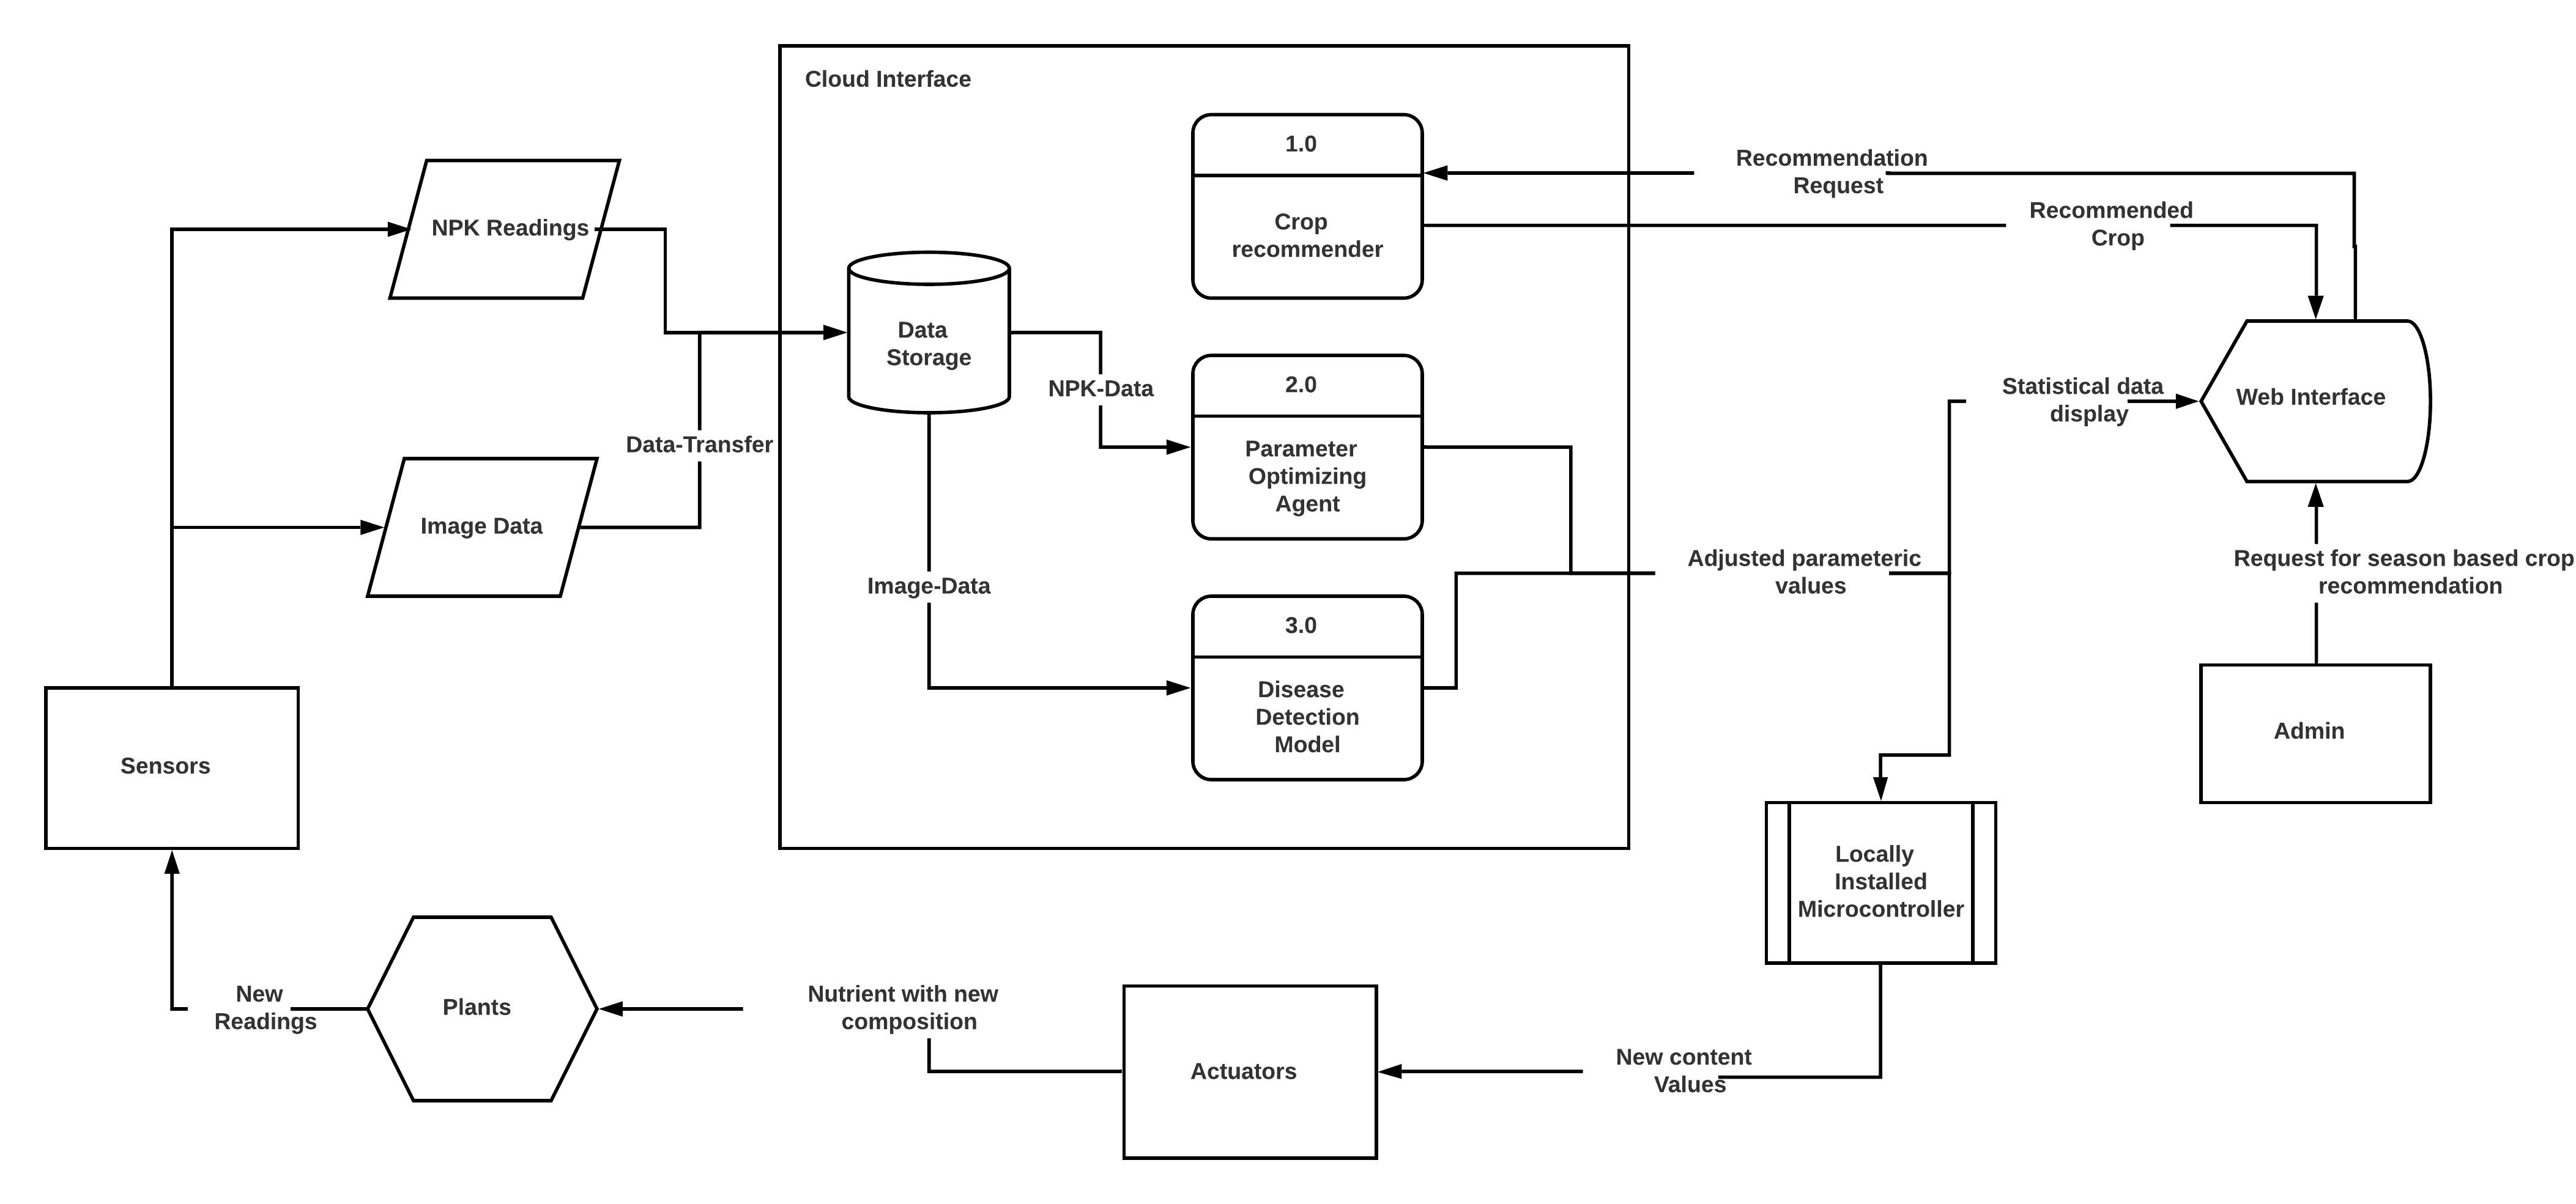 Cloud Interface
1.0
Crop
recommender
Recommendation
Request
Recommended
Crop
NPK Readings
Data
Storage
NPK-Data
2.0
Parameter
Optimizing
Agent
Statistical data
display
Web Interface
Data-Transfer
Image Data
Image-Data
Adjusted parameteric
values
Request for season based crop
recommendation
3.0
Disease
Detection
Model
Sensors
Admin
Locally
Installed
Microcontroller
New
Readings
Plants
Nutrient with new
composition
Actuators
New content
Values